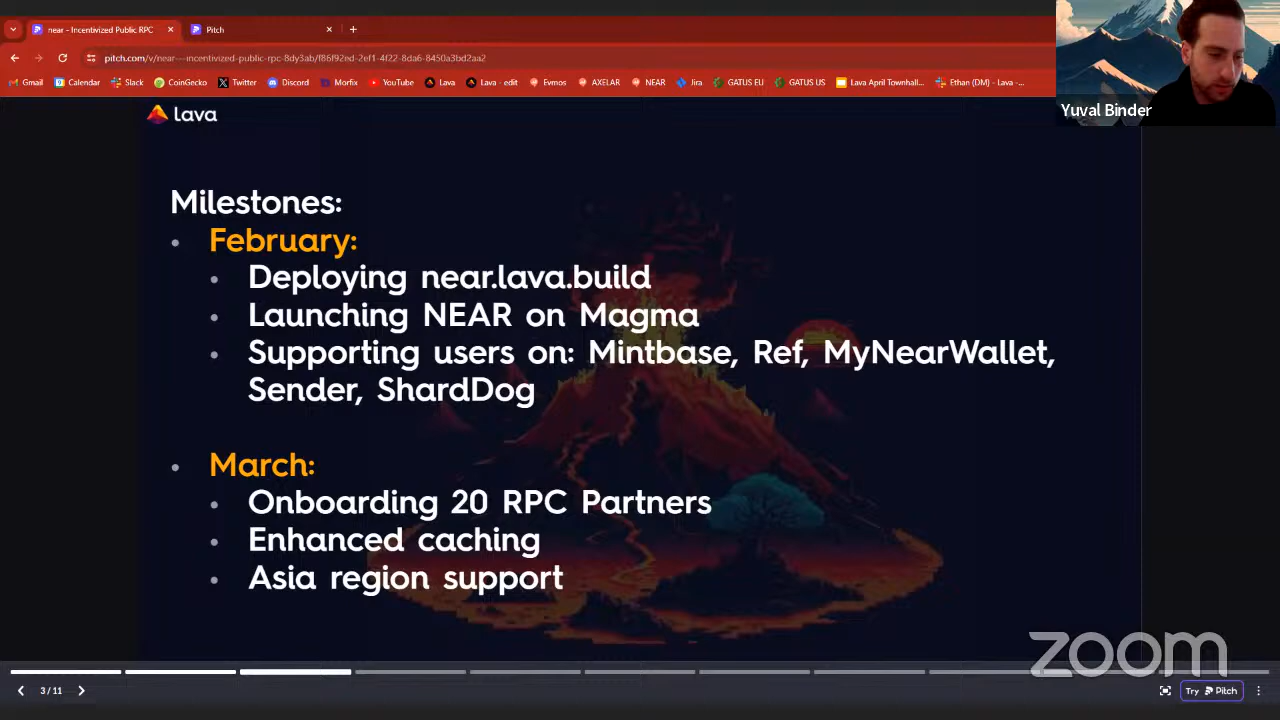 near - Incentivized Public RPC
Pitch
pitch.com/v/near---incentivized-public-rpc-8dy3ab/f86f92ed-2ef1-4f22-8da6-8450a3bd2aa2
Gmail Calendar Slack CoinGecko Twitter Discord Morfix YouTube Lava Lava - edit Evmos AXELAR NEAR Jira GATUS EU GATUS US Lava April Townhall... Ethan (DM) - Lava -...
Yuval Binder
lava
Milestones:
• February:
• Deploying near.lava.build
• Launching NEAR on Magma
• Supporting users on: Mintbase, Ref, MyNearWallet,
Sender, ShardDog
• March:
• Onboarding 20 RPC Partners
• Enhanced caching
• Asia region support
zoom
3 / 11
Try Pitch